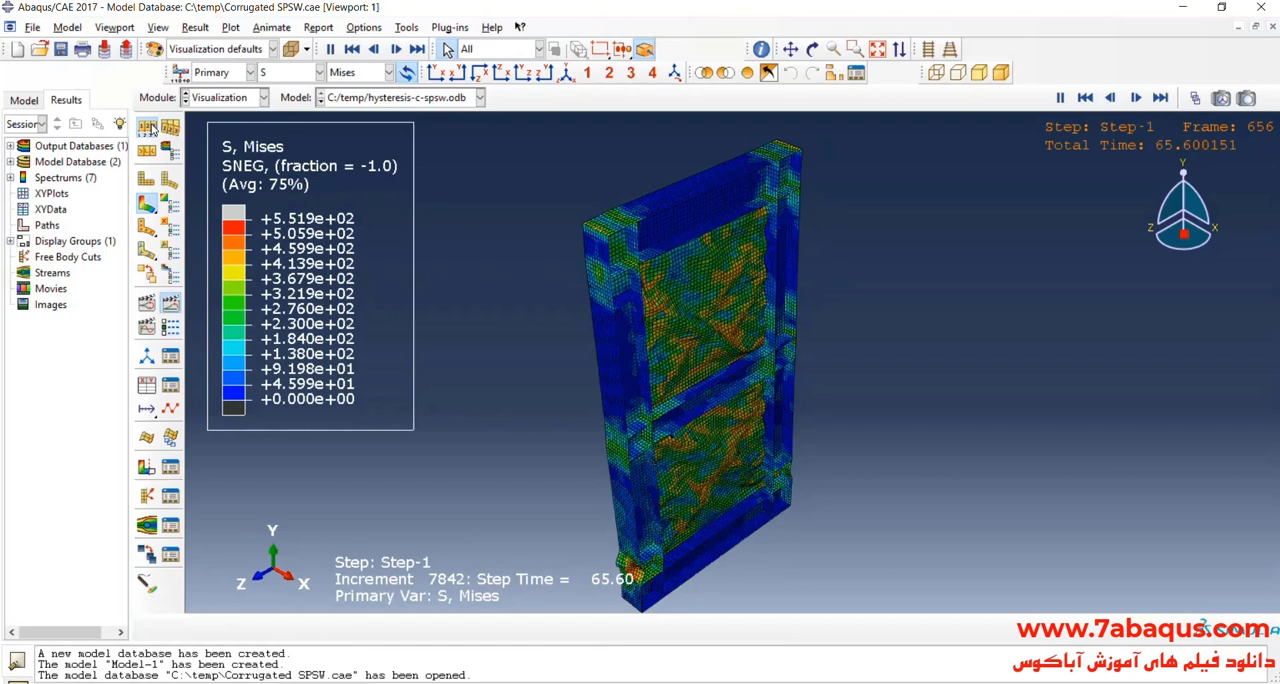 Abaqus/CAE 2017 - Model Database: C:\temp\Corrugated SPSW.cae [Viewport: 1]
File Model Viewport View Result Plot Animate Report Options Tools Plug-ins Help
Visualization defaults All
Primary S Mises 1 2 3 4
Model Results Module: Visualization Model: C:/temp/hysteresis-c-spsw.odb
Session
Output Databases (1)
Model Database (2)
Spectrums (7)
XYPlots
XYData
Paths
Display Groups (1)
Free Body Cuts
Streams
Movies
Images
S, Mises
SNEG, (fraction = -1.0)
(Avg: 75%)
+5.519e+02
+5.059e+02
+4.599e+02
+4.139e+02
+3.679e+02
+3.219e+02
+2.760e+02
+2.300e+02
+1.840e+02
+1.380e+02
+9.198e+01
+4.599e+01
+0.000e+00
Step: Step-1 Frame: 656
Total Time: 65.600151
Y
Z X
Y
Z X
Step: Step-1
Increment 7842: Step Time = 65.60
Primary Var: S, Mises
www.7abaqus.com
دانلود فیلم های آموزش آباکوس
A new model database has been created.
The model "Model-1" has been created.
The model database "C:\temp\Corrugated SPSW.cae" has been opened.